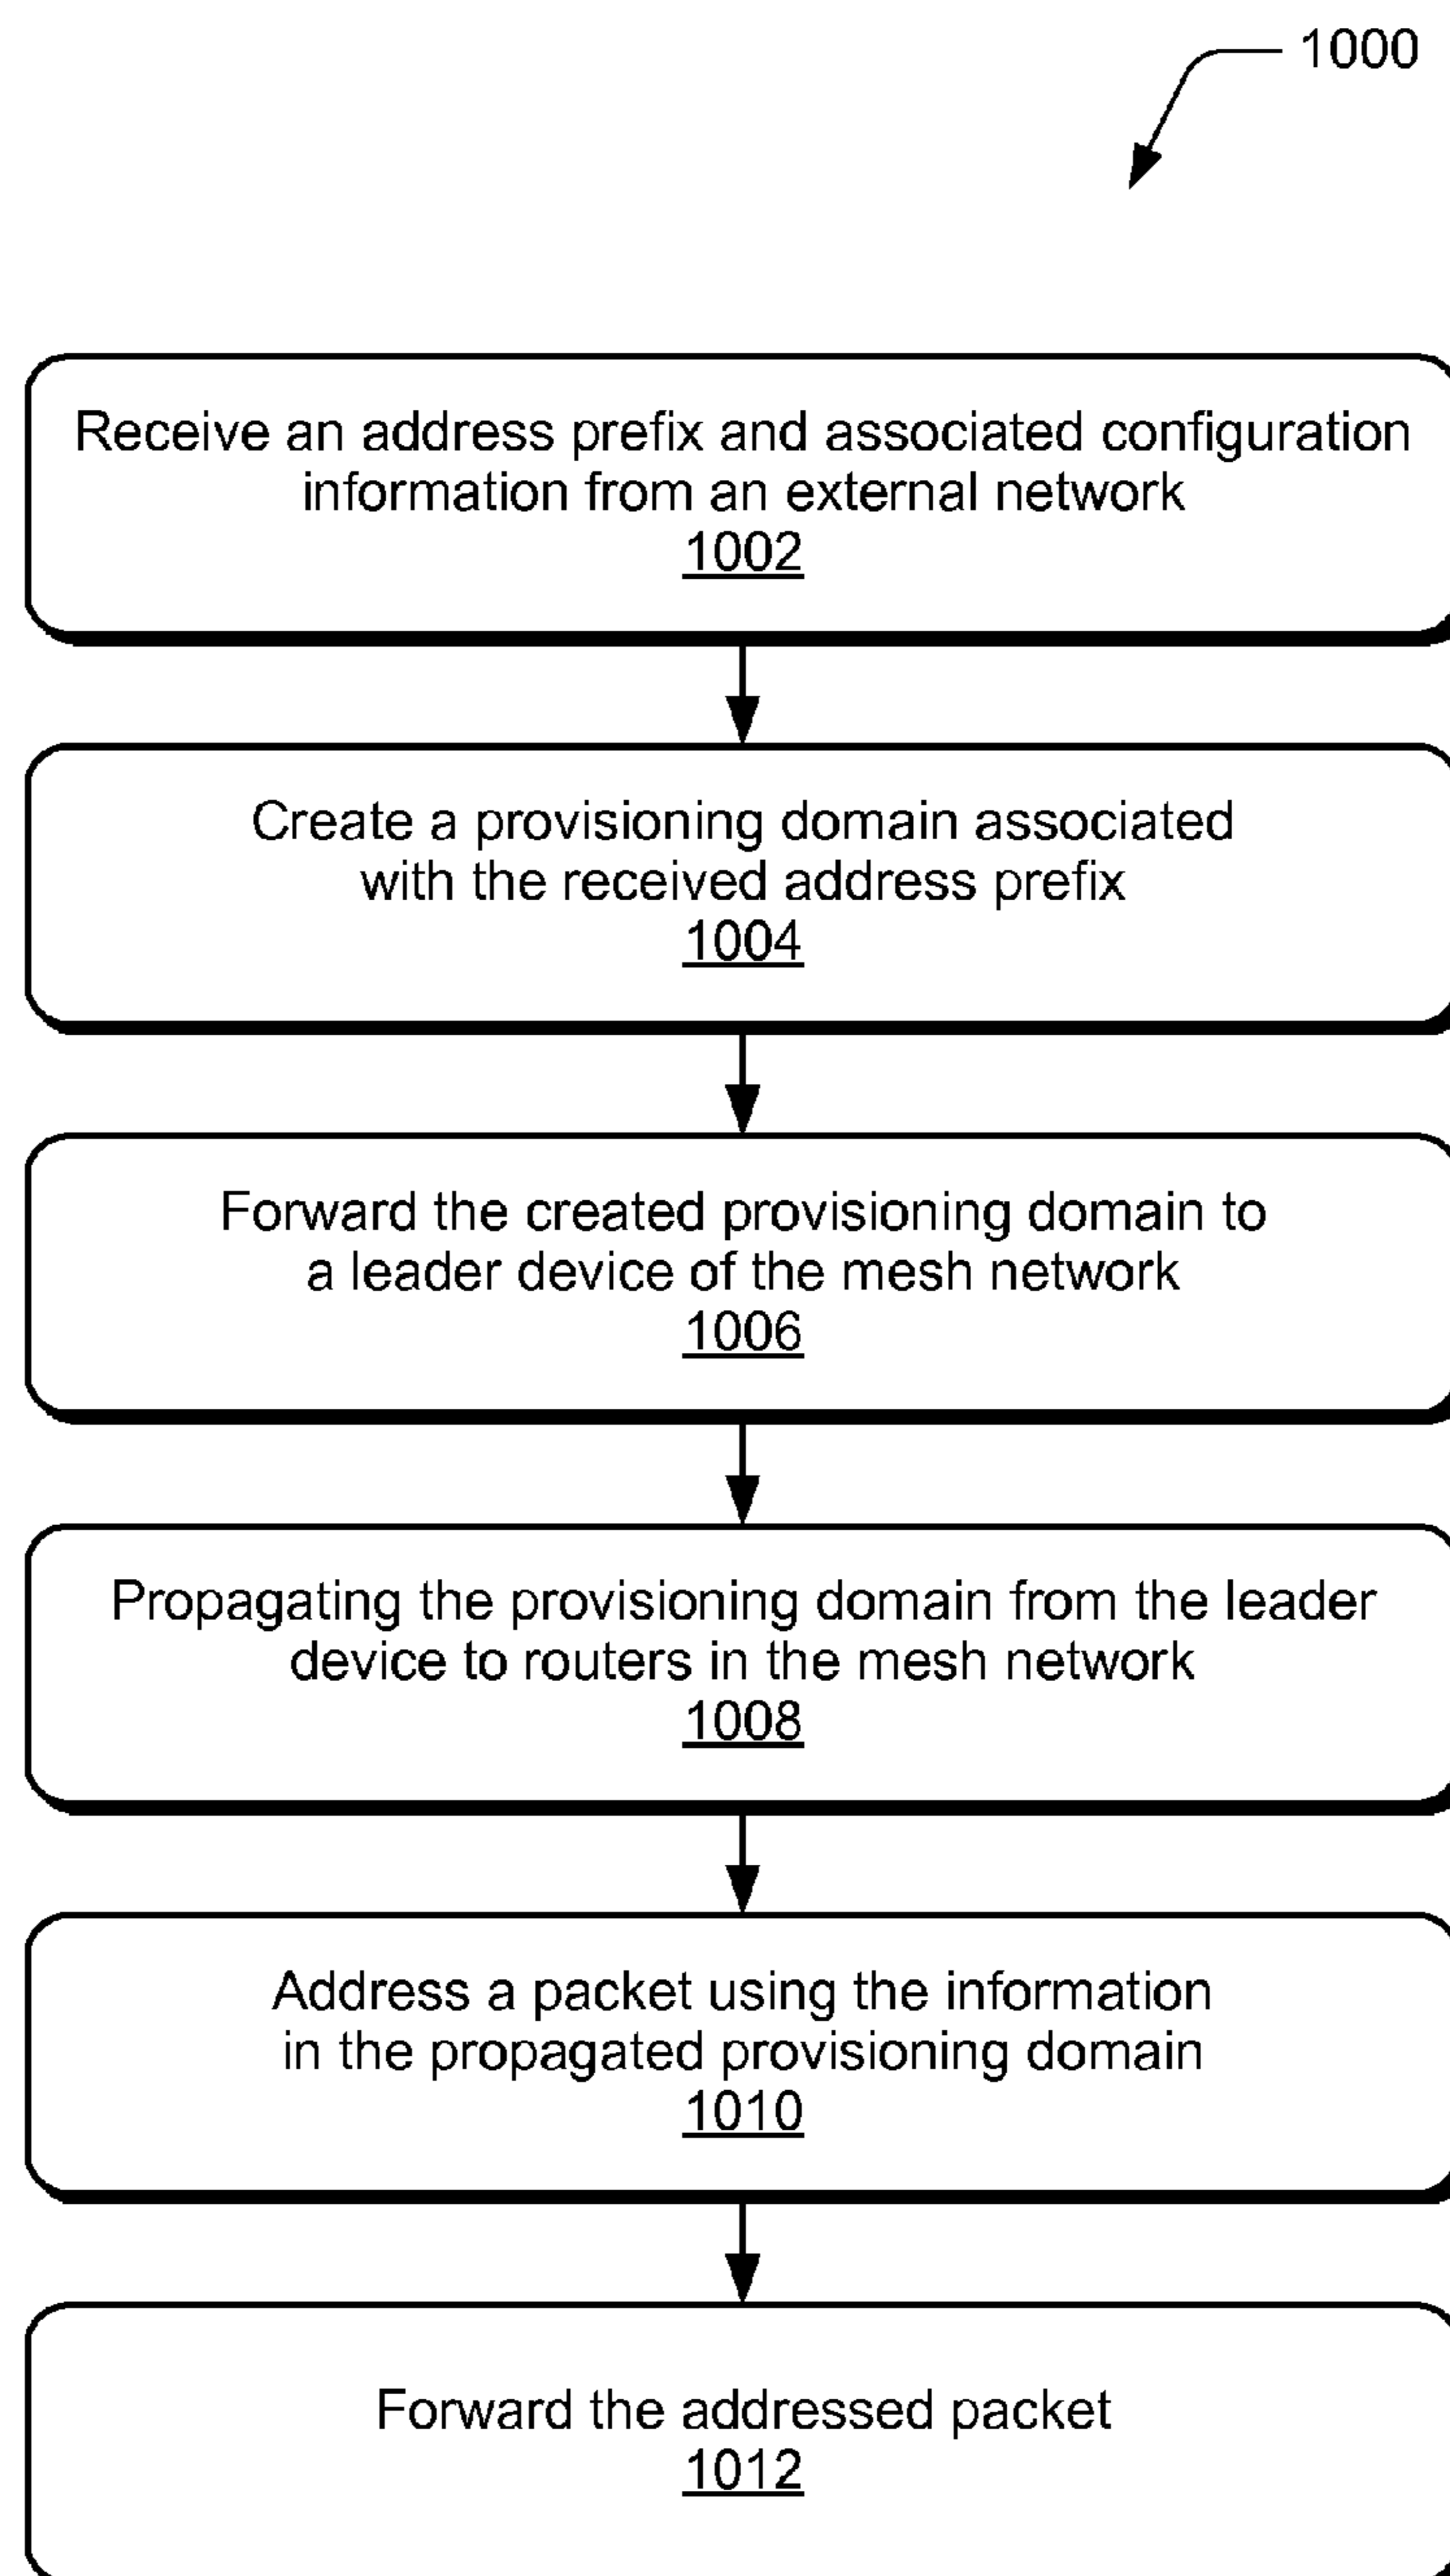 1000
Receive an address prefix and associated configuration
information from an external network
1002
Create a provisioning domain associated
with the received address prefix
1004
Forward the created provisioning domain to
a leader device of the mesh network
1006
Propagating the provisioning domain from the leader
device to routers in the mesh network
1008
Address a packet using the information
in the propagated provisioning domain
1010
Forward the addressed packet
1012